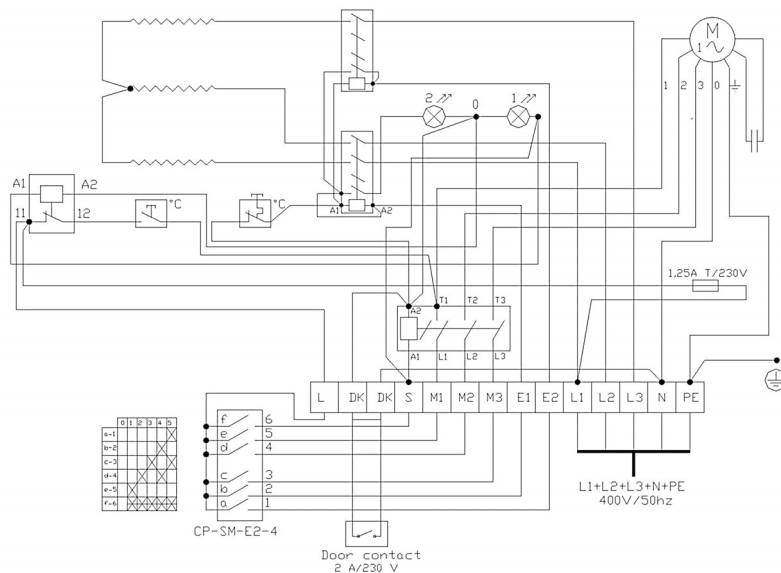 M
1
2
0
1
1
2
3
0
A1
A2
°C
°C
11
12
A1
A2
1,25A T/230V
A2
T1
T2
T3
A1
L1
L2
L3
L
DK
DK
S
M1
M2
M3
E1
E2
L1
L2
L3
N
PE
0 1 2 3 4 5
a-1
b-2
c-3
d-4
e-5
f-6
f 6
e 5
d 4
c 3
b 2
a 1
CP-SM-E2-4
L1+L2+L3+N+PE
400V/50hz
Door contact
2 A/230 V